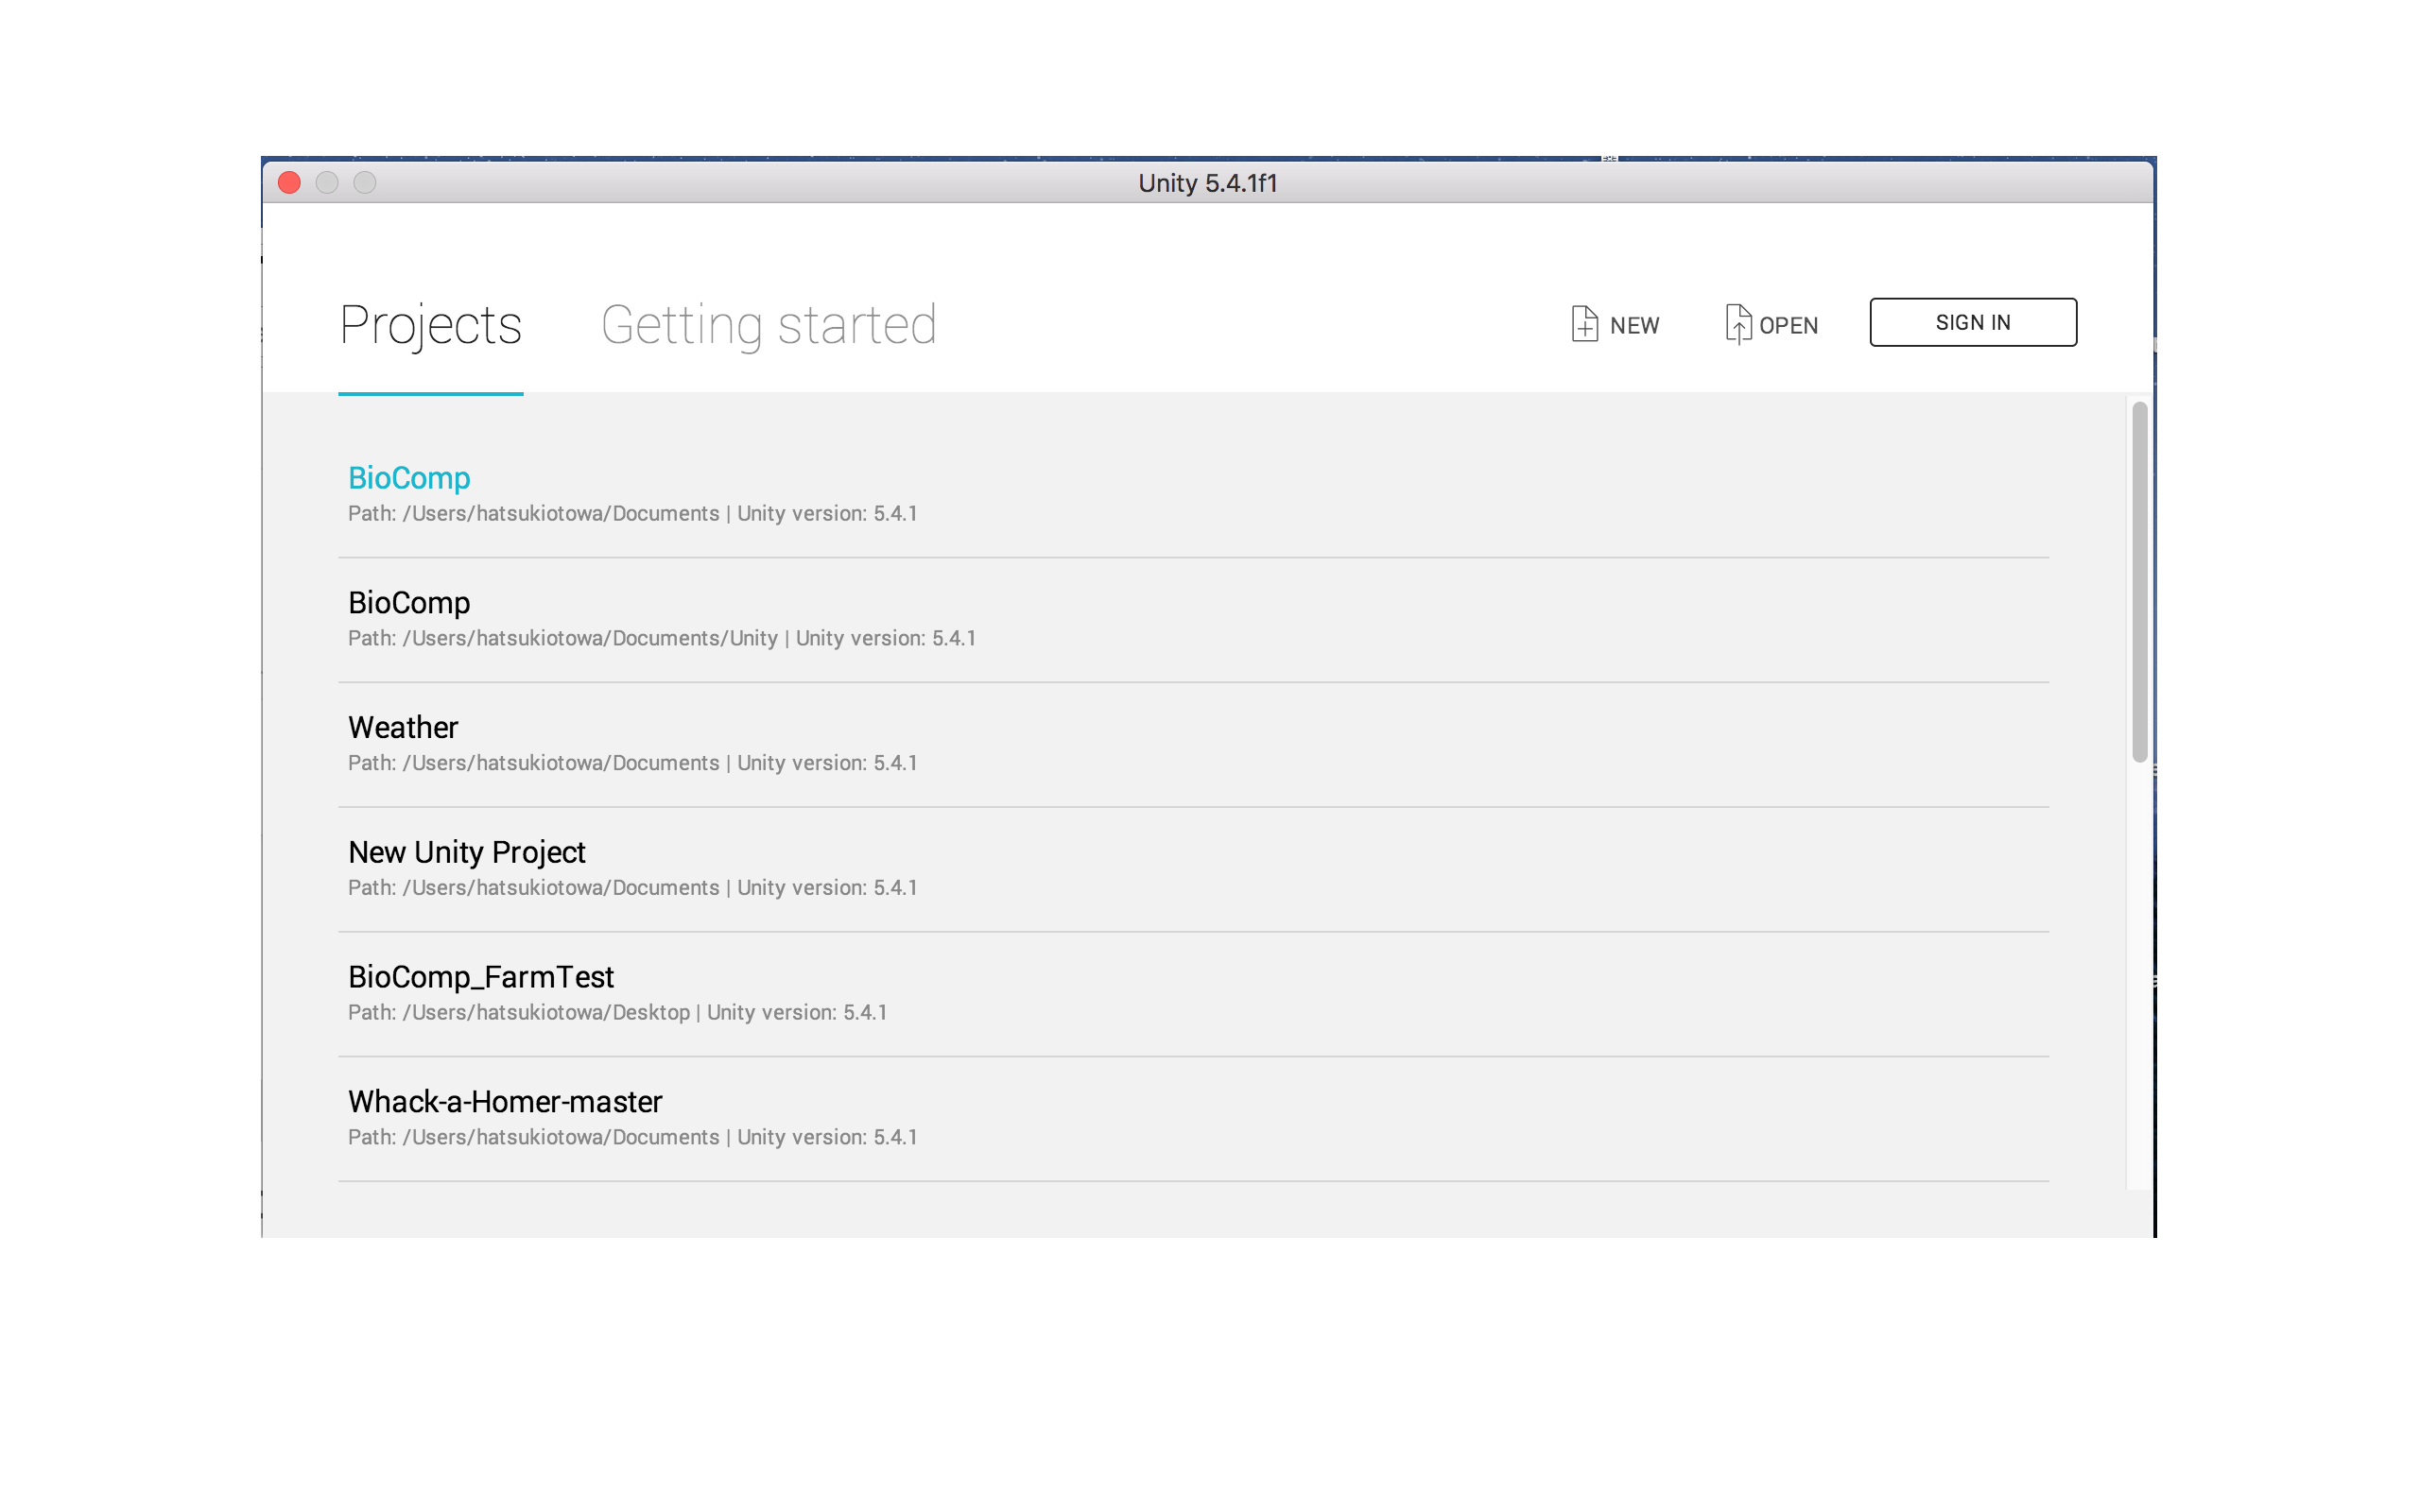 Unity 5.4.1f1
Projects Getting started NEW OPEN SIGN IN
BioComp
Path: /Users/hatsukiotowa/Documents | Unity version: 5.4.1
BioComp
Path: /Users/hatsukiotowa/Documents/Unity | Unity version: 5.4.1
Weather
Path: /Users/hatsukiotowa/Documents | Unity version: 5.4.1
New Unity Project
Path: /Users/hatsukiotowa/Documents | Unity version: 5.4.1
BioComp_FarmTest
Path: /Users/hatsukiotowa/Desktop | Unity version: 5.4.1
Whack-a-Homer-master
Path: /Users/hatsukiotowa/Documents | Unity version: 5.4.1